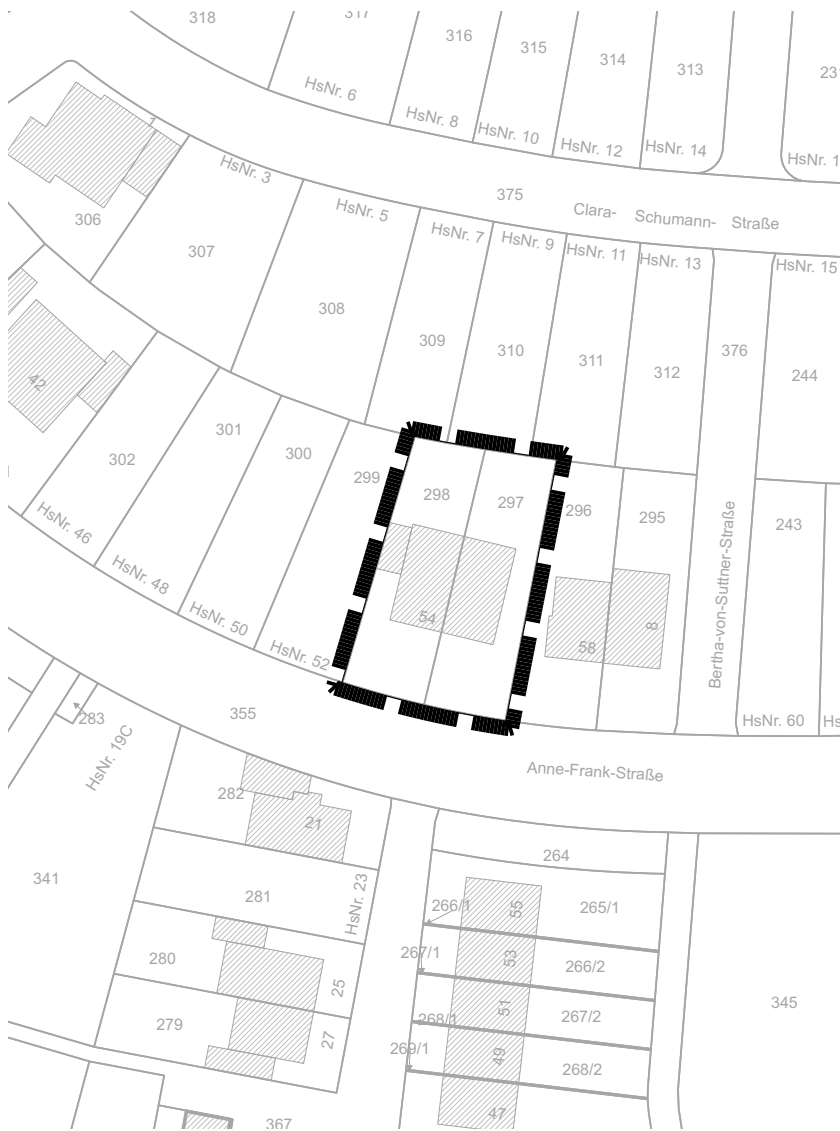 318
317
316
315
314
313
231
HsNr. 6
HsNr. 8
HsNr. 10
HsNr. 12
HsNr. 14
HsNr. 1
1
HsNr. 3
HsNr. 5
HsNr. 7
HsNr. 9
HsNr. 11
HsNr. 13
HsNr. 15
375
Clara- Schumann- Straße
306
307
308
309
310
311
312
376
244
42
302
301
300
299
298
297
296
295
243
HsNr. 46
HsNr. 48
HsNr. 50
HsNr. 52
54
58
8
Bertha-von-Suttner-Straße
HsNr. 60
Hs
283
355
HsNr. 19C
Anne-Frank-Straße
282
21
341
281
HsNr. 23
264
266/1
55
265/1
280
25
267/1
53
266/2
279
27
268/1
51
267/2
345
269/1
49
268/2
367
47